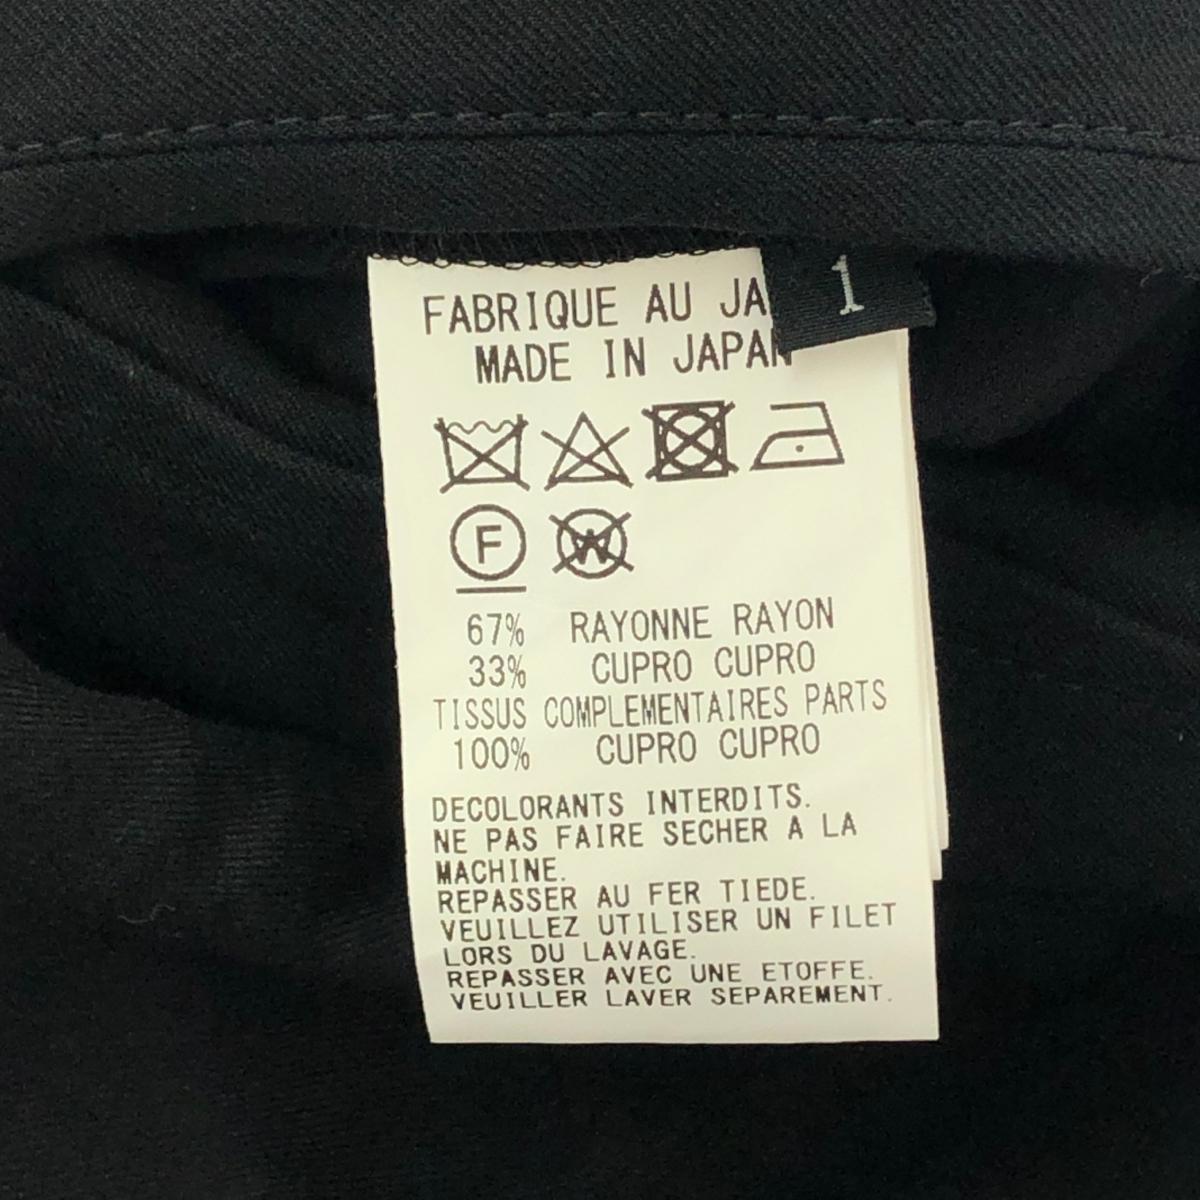 FABRIQUE AU
1
MADE IN JAPAN
F
W
67% RAYONNE RAYON
33% CUPRO CUPRO
TISSUS COMPLEMENTAIRES PARTS
100% CUPRO CUPRO
DECOLORANTS INTERDITS.
NE PAS FAIRE SECHER A LA
MACHINE.
REPASSER AU FER TIEDE.
VEUILLEZ UTILISER UN FILET
LORS DU LAVAGE.
REPASSER AVEC UNE ETOFFE.
VEUILLER LAVER SEPAREMENT.